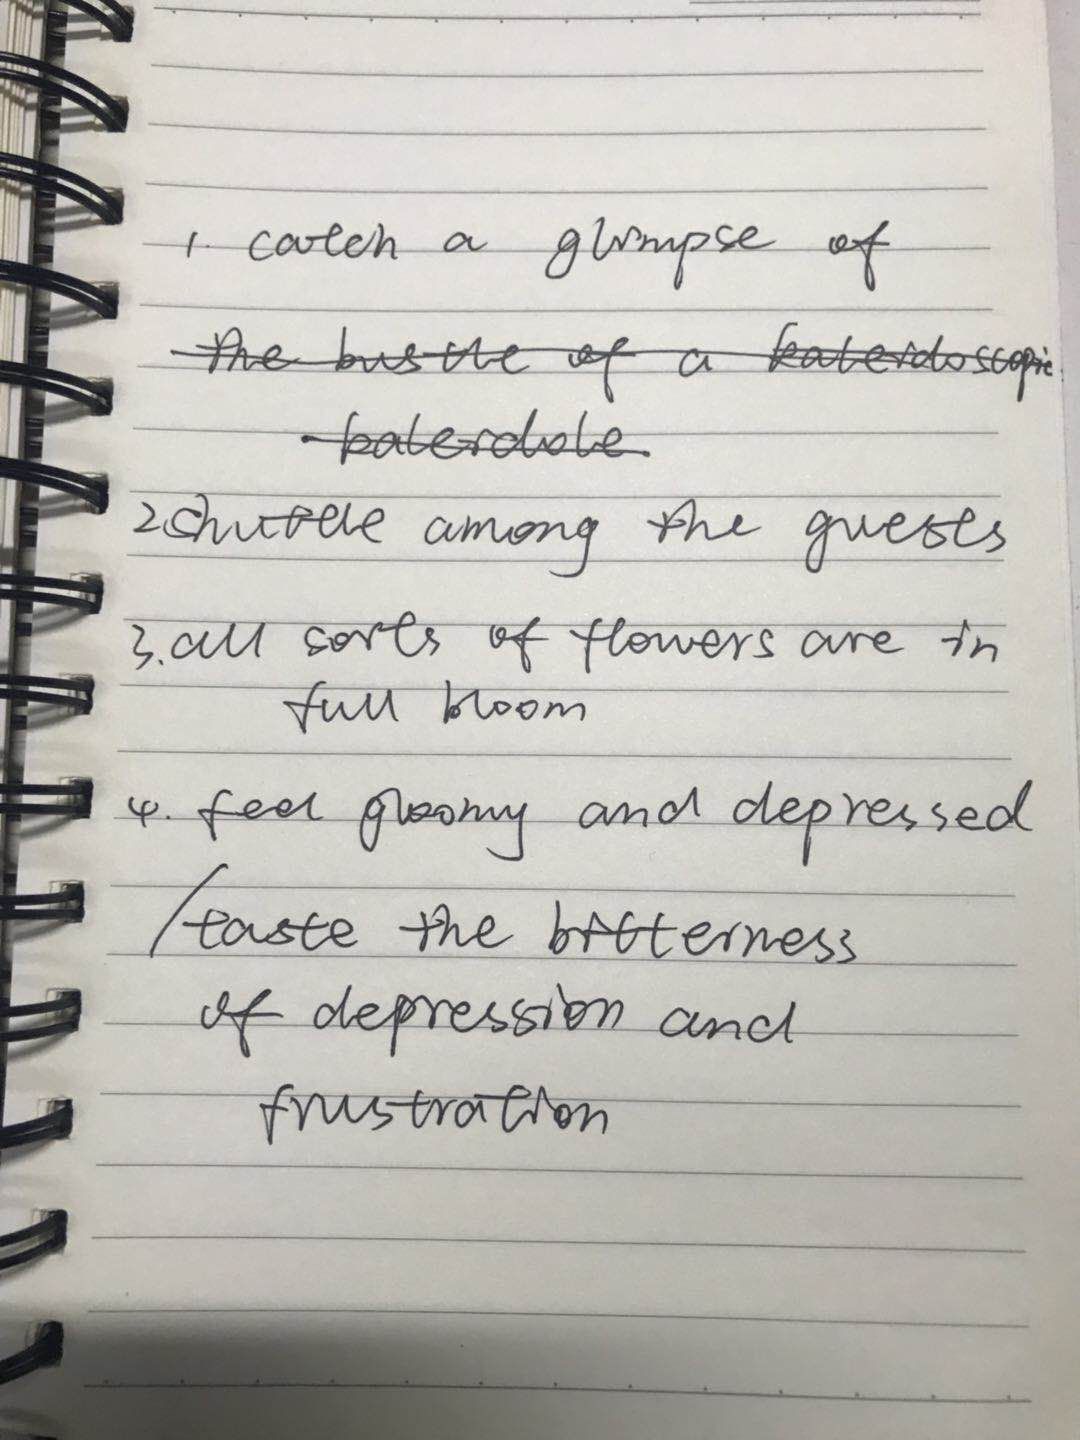 1. catch a glimpse of
the bustle of a kaleidoscopic
2. shuttle among the guests
3. all sorts of flowers are in
full bloom
4. feel gloomy and depressed
/taste the bitterness
of depression and
frustration